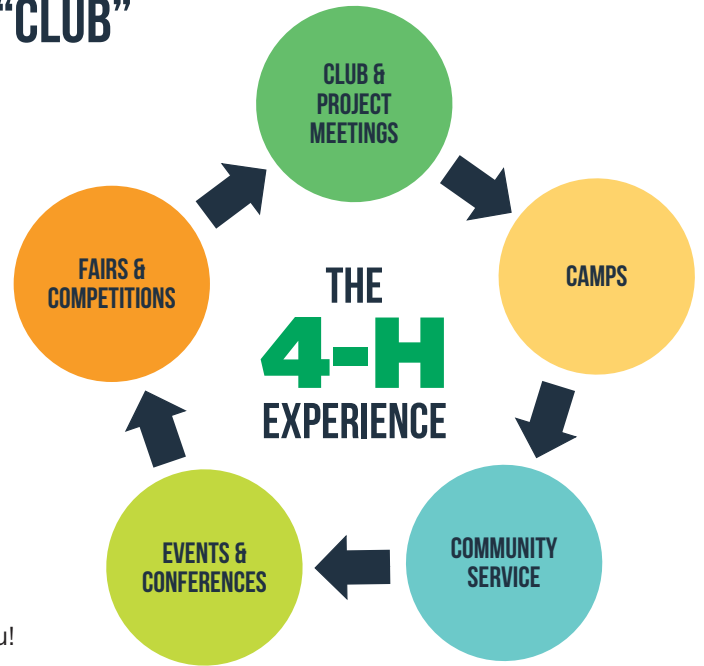 "CLUB"
CLUB &
PROJECT
MEETINGS
CAMPS
COMMUNITY
SERVICE
EVENTS &
CONFERENCES
FAIRS &
COMPETITIONS
THE
4-H
EXPERIENCE